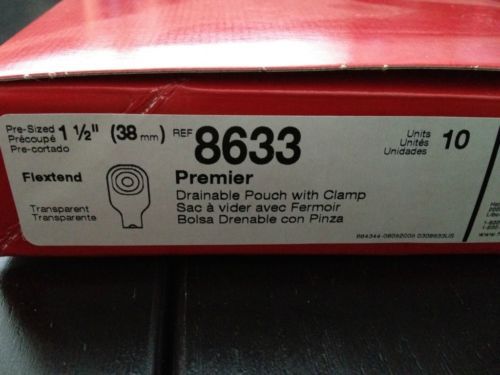 Pre-Sized 1 ½" (38 mm) REF 8633 Units 10
Précoupé Unités
Pre-cortado Unidades
Flextend Premier
Drainable Pouch with Clamp
Transparent Sac à vider avec Fermoir
Transparente Bolsa Drenable con Pinza